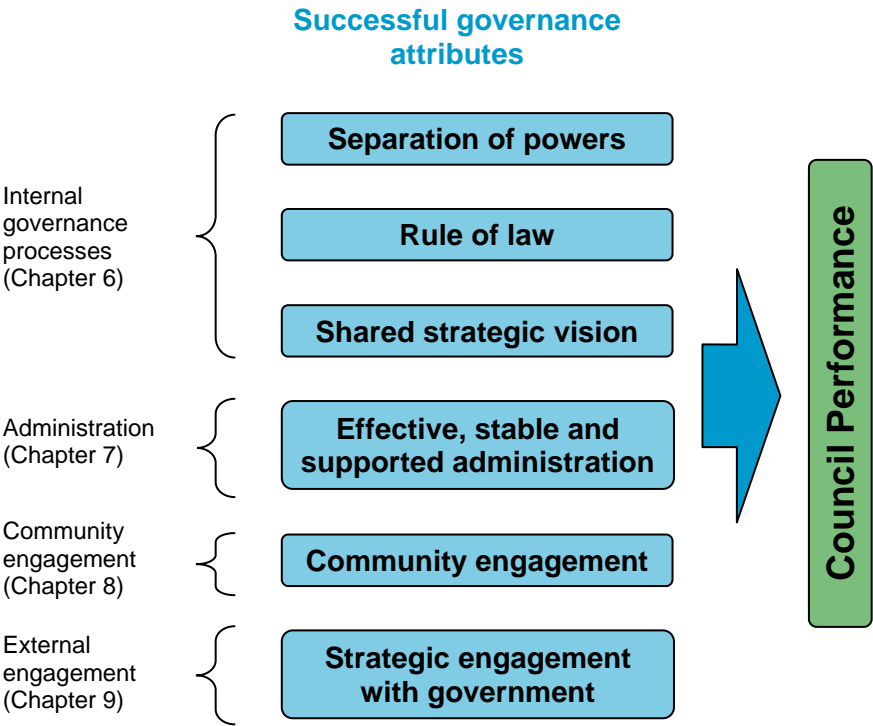 Successful governance
attributes
Internal
governance
processes
(Chapter 6)
Separation of powers
Rule of law
Shared strategic vision
Administration
(Chapter 7)
Effective, stable and
supported administration
Community
engagement
(Chapter 8)
Community engagement
External
engagement
(Chapter 9)
Strategic engagement
with government
Council Performance